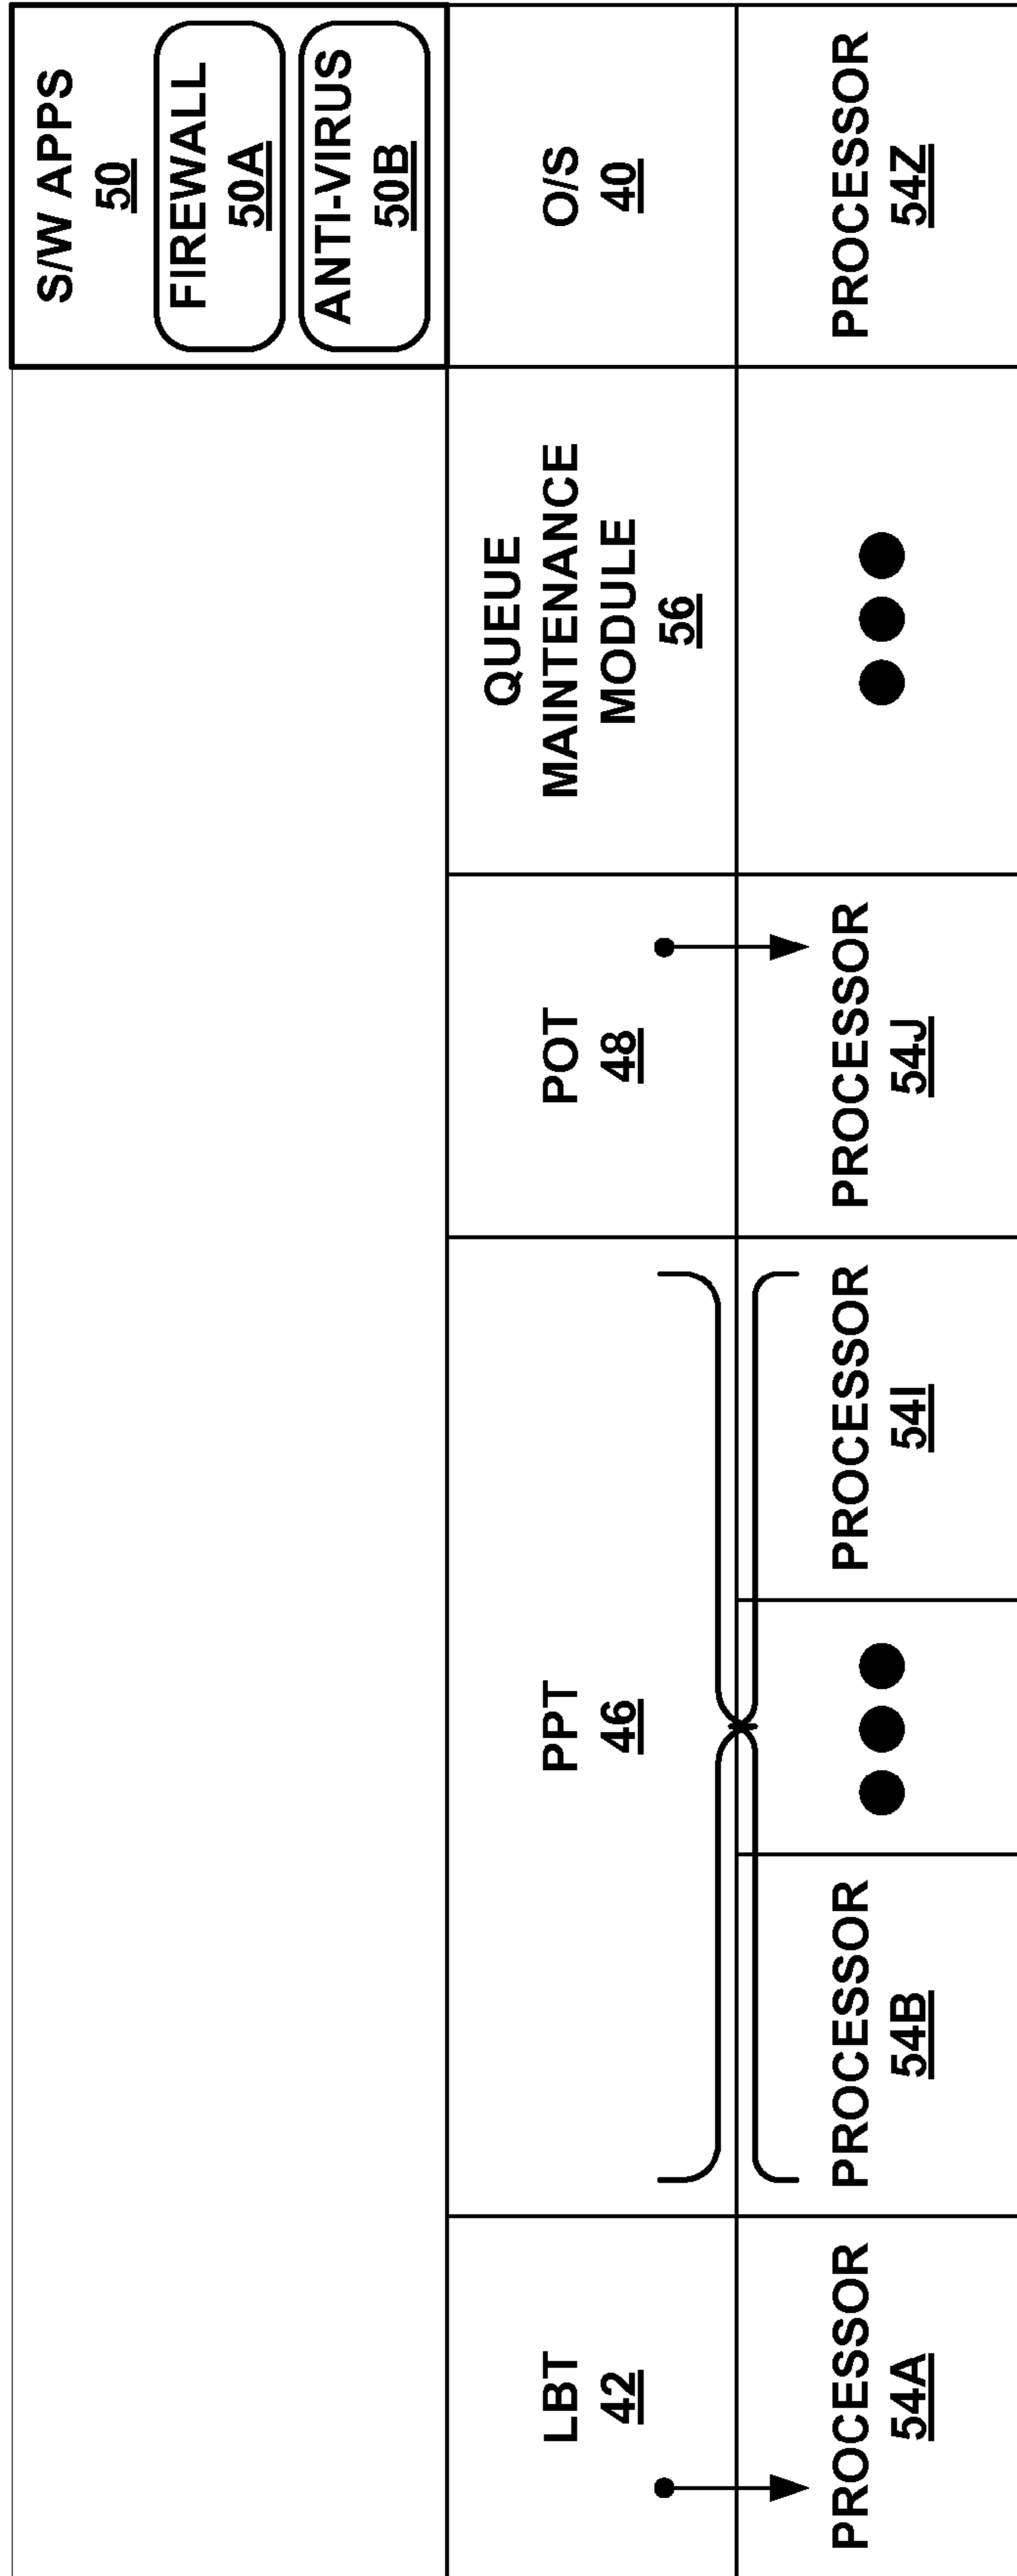 S/W APPS
50
FIREWALL
50A
ANTI-VIRUS
50B
LBT
42
PPT
46
POT
48
QUEUE
MAINTENANCE
MODULE
56
O/S
40
PROCESSOR
54A
PROCESSOR
54B
PROCESSOR
54I
PROCESSOR
54J
PROCESSOR
54Z